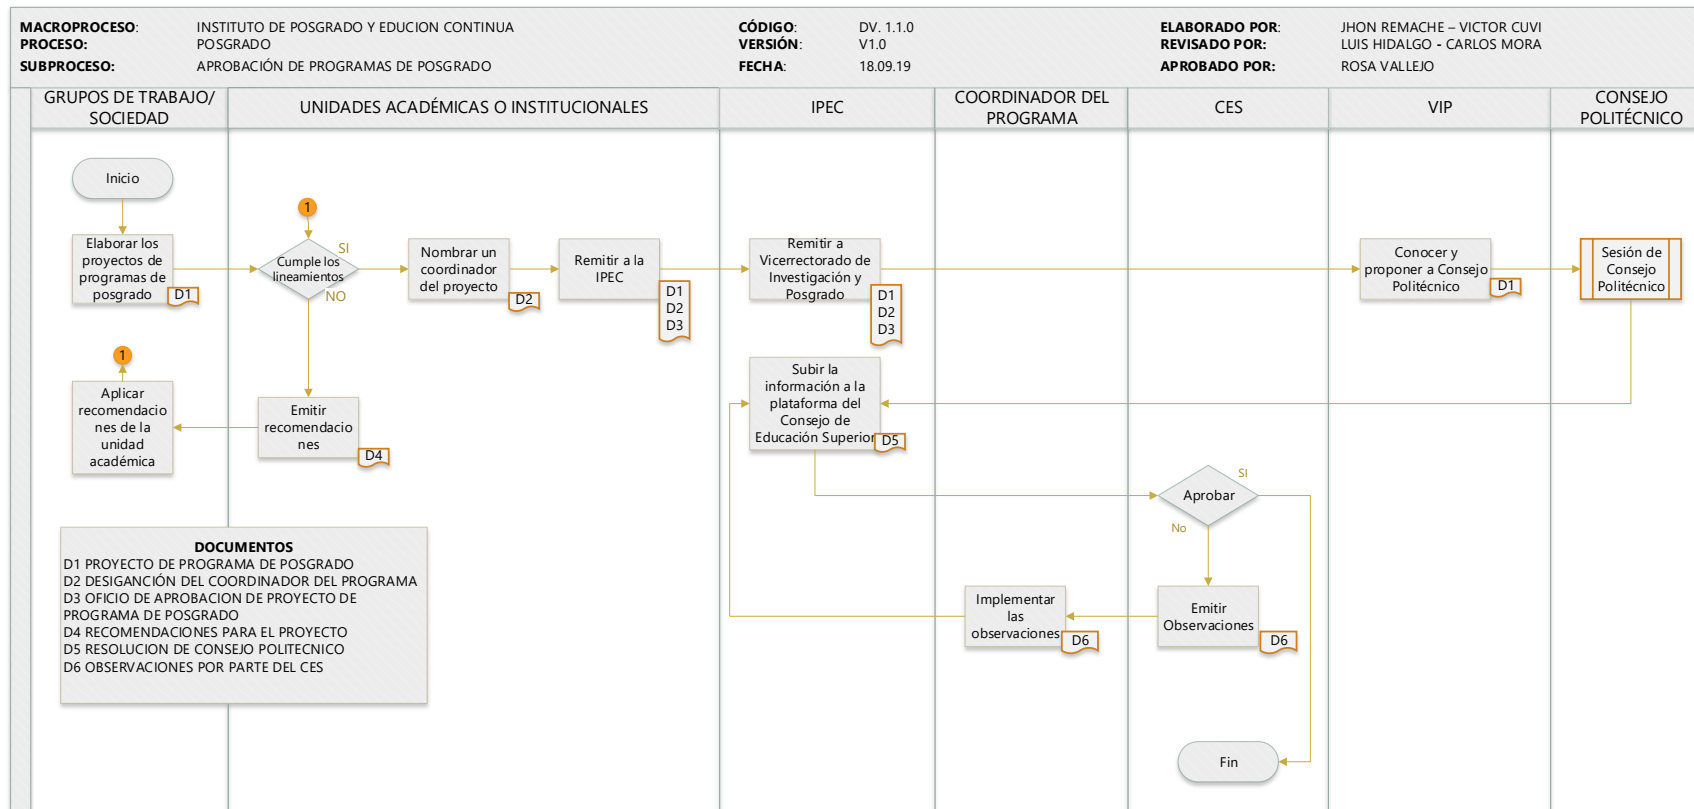 MACROPROCESO: INSTITUTO DE POSGRADO Y EDUCION CONTINUA
PROCESO: POSGRADO
SUBPROCESO: APROBACIÓN DE PROGRAMAS DE POSGRADO
CÓDIGO: DV. 1.1.0
VERSIÓN: V1.0
FECHA: 18.09.19
ELABORADO POR: JHON REMACHE – VICTOR CUVI
REVISADO POR: LUIS HIDALGO - CARLOS MORA
APROBADO POR: ROSA VALLEJO
GRUPOS DE TRABAJO/
SOCIEDAD
UNIDADES ACADÉMICAS O INSTITUCIONALES
IPEC
COORDINADOR DEL
PROGRAMA
CES
VIP
CONSEJO
POLITÉCNICO
Inicio
Elaborar los
proyectos de
programas de
posgrado
D1
1
Cumple los
lineamientos
SI
NO
Nombrar un
coordinador
del proyecto
D2
Remitir a la
IPEC
D1
D2
D3
Remitir a
Vicerrectorado de
Investigación y
Posgrado
D1
D2
D3
Conocer y
proponer a Consejo
Politécnico
D1
Sesión de
Consejo
Politécnico
1
Aplicar
recomendacio
nes de la
unidad
académica
Emitir
recomendacio
nes
D4
Subir la
información a la
plataforma del
Consejo de
Educación Superior
D5
Aprobar
SI
No
Emitir
Observaciones
D6
Implementar
las
observaciones
D6
Fin
DOCUMENTOS
D1 PROYECTO DE PROGRAMA DE POSGRADO
D2 DESIGANCIÓN DEL COORDINADOR DEL PROGRAMA
D3 OFICIO DE APROBACION DE PROYECTO DE
PROGRAMA DE POSGRADO
D4 RECOMENDACIONES PARA EL PROYECTO
D5 RESOLUCION DE CONSEJO POLITECNICO
D6 OBSERVACIONES POR PARTE DEL CES